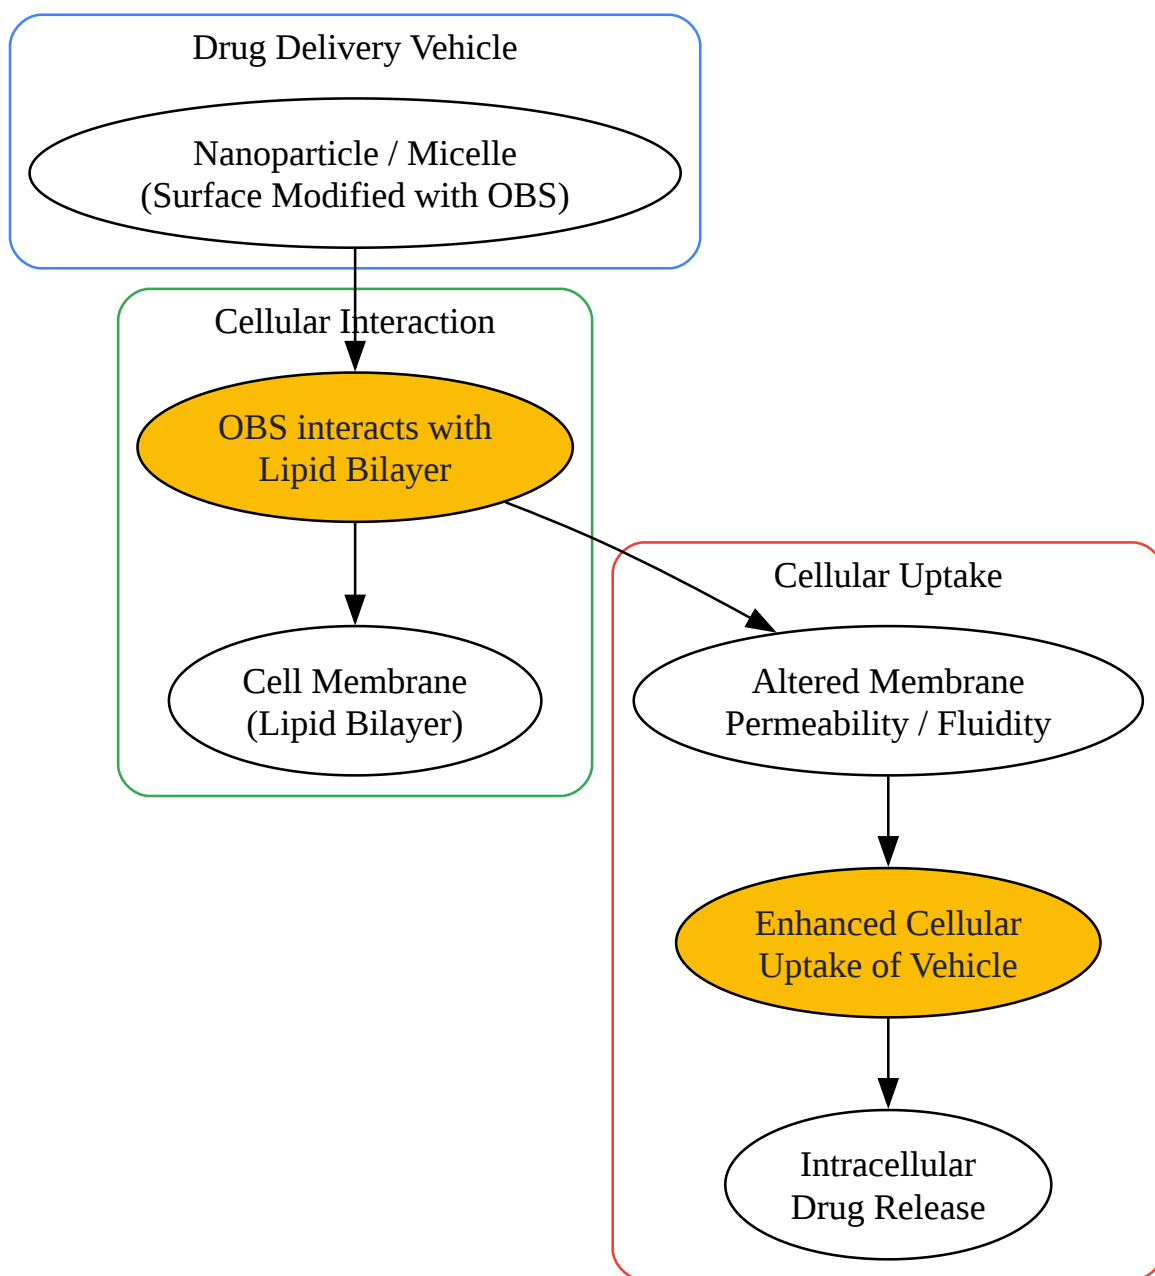 Drug Delivery Vehicle
Nanoparticle / Micelle
(Surface Modified with OBS)
Cellular Interaction
OBS interacts with
Lipid Bilayer
Cell Membrane
(Lipid Bilayer)
Cellular Uptake
Altered Membrane
Permeability / Fluidity
Enhanced Cellular
Uptake of Vehicle
Intracellular
Drug Release